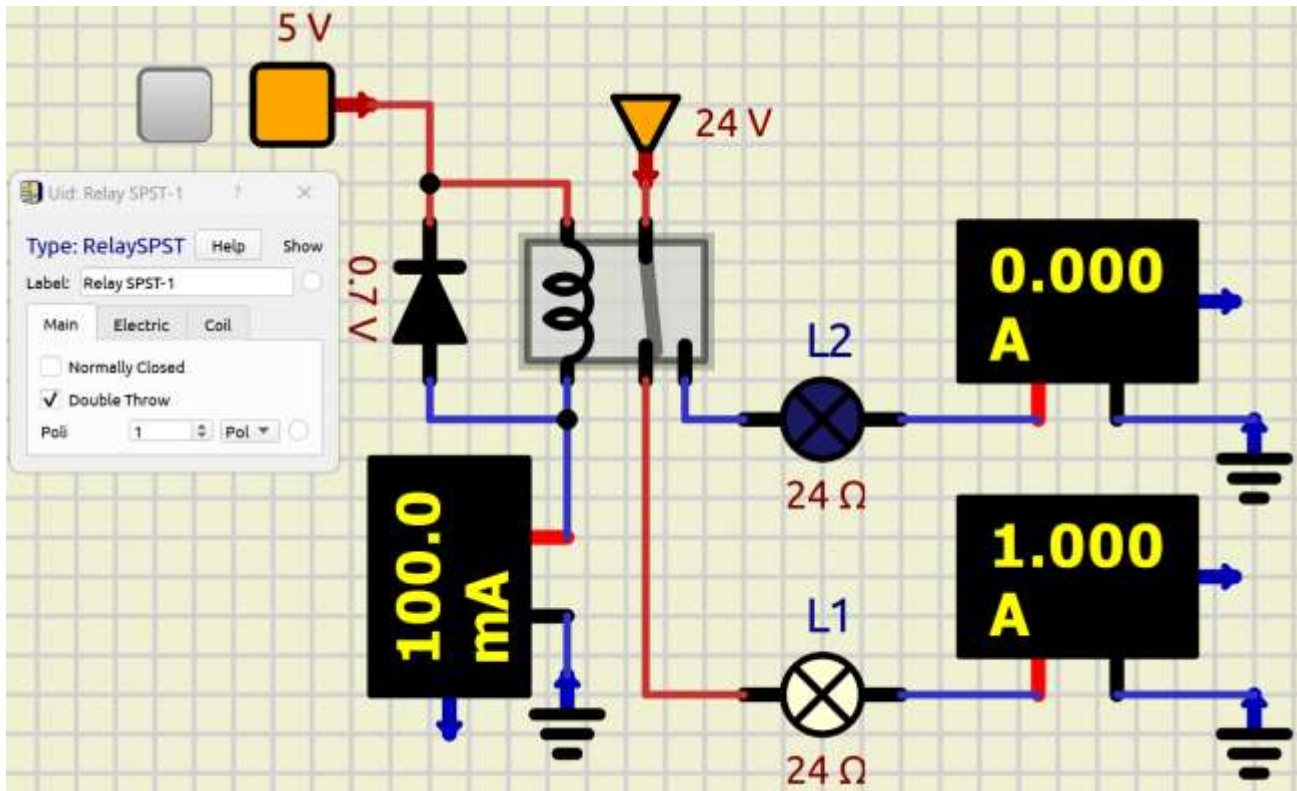 5 V
24 V
Uid: Relay SPST-1 ? ×
Type: RelaySPST Help Show
Label: Relay SPST-1
Main Electric Coil
Normally Closed
Double Throw
Poli 1 Pol
0.7 V
0.000
A
L2
24 Ω
100.0
mA
1.000
A
L1
24 Ω